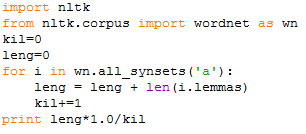 import nltk
from nltk.corpus import wordnet as wn
kil=0
leng=0
for i in wn.all_synsets('a'):
    leng = leng + len(i.lemmas)
    kil+=1
print leng*1.0/kil